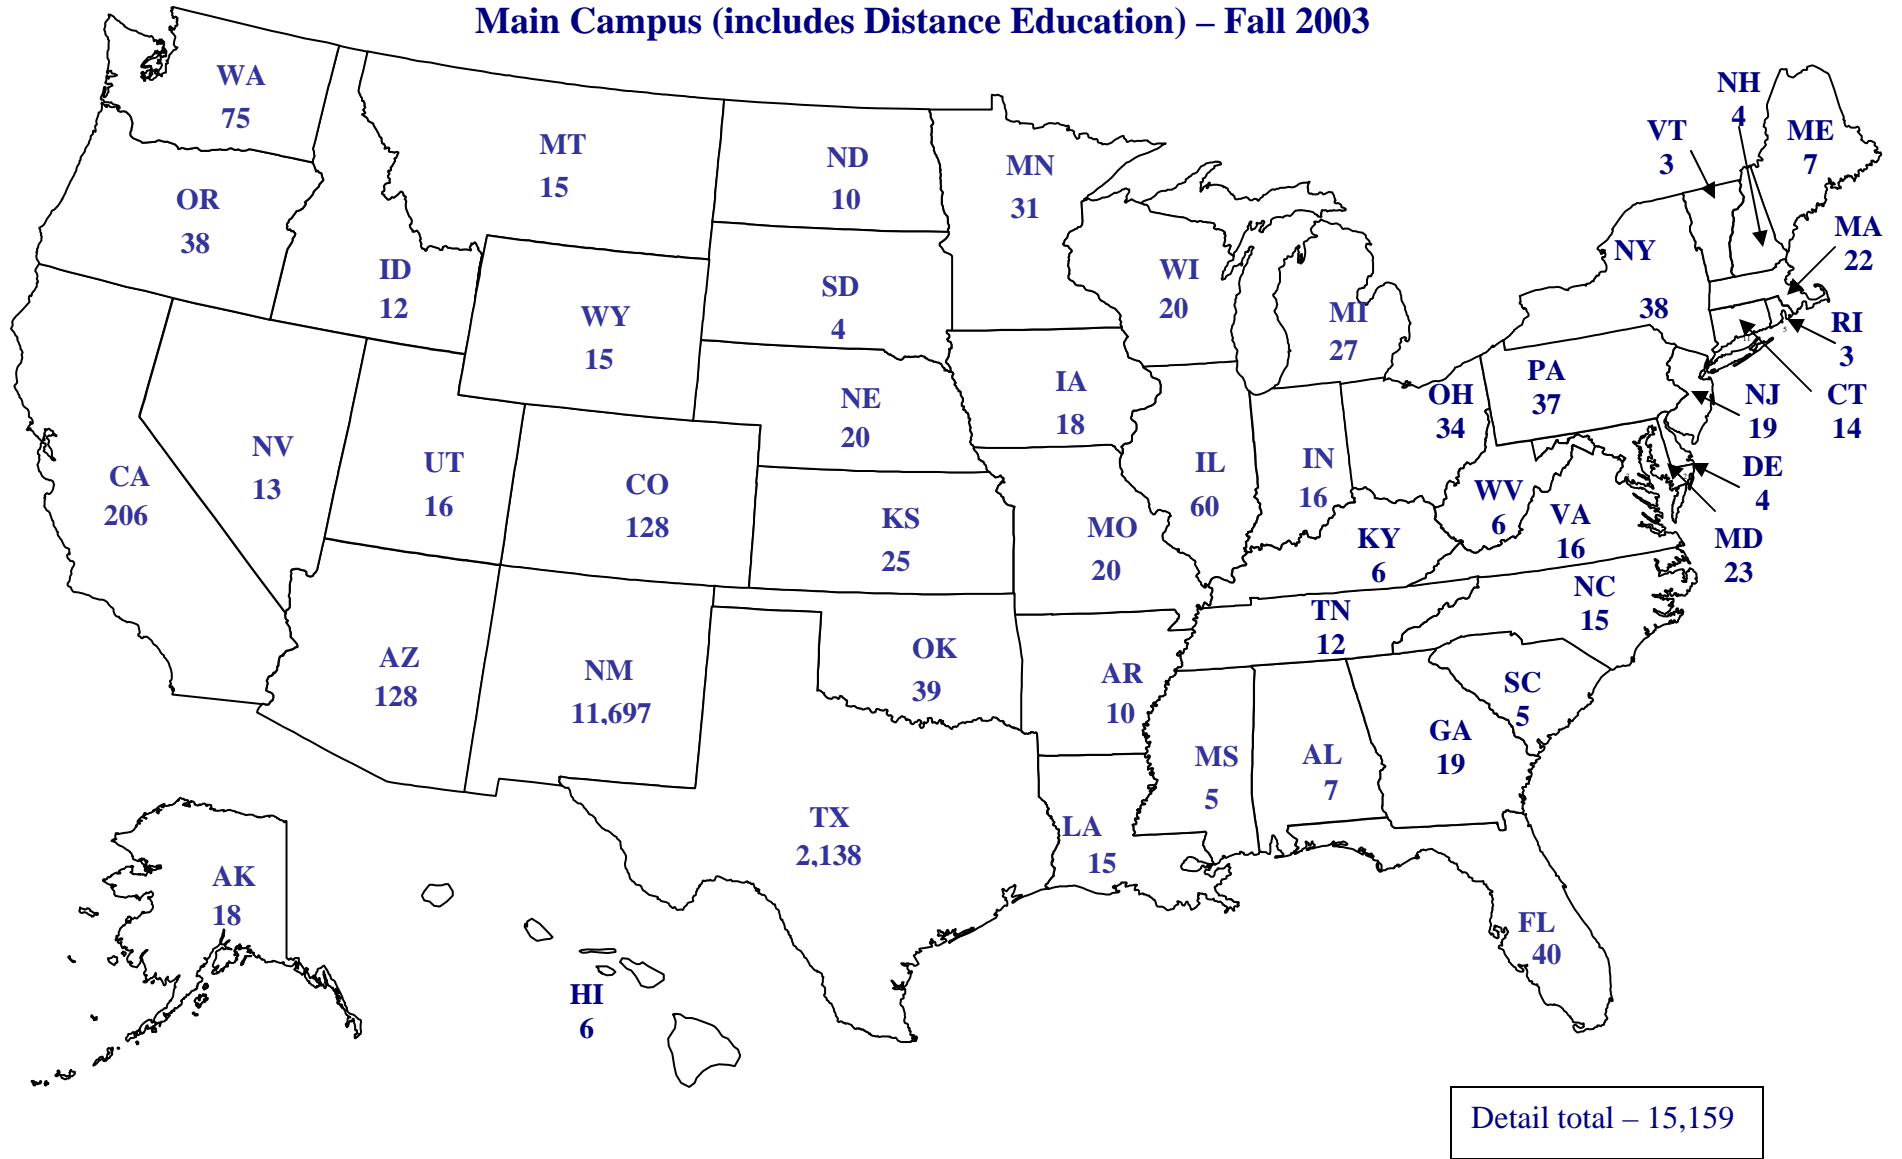 Main Campus (includes Distance Education) – Fall 2003
WA
75
OR
38
ID
12
MT
15
ND
10
MN
31
SD
4
WY
15
NE
20
IA
18
WI
20
MI
27
VT
3
NH
4
ME
7
MA
22
NY
38
RI
3
CT
14
NJ
19
PA
37
OH
34
DE
4
MD
23
CA
206
NV
13
UT
16
CO
128
KS
25
MO
20
IL
60
IN
16
WV
6
VA
16
KY
6
NC
15
TN
12
AZ
128
NM
11,697
OK
39
AR
10
SC
5
GA
19
MS
5
AL
7
TX
2,138
LA
15
FL
40
AK
18
HI
6
Detail total – 15,159